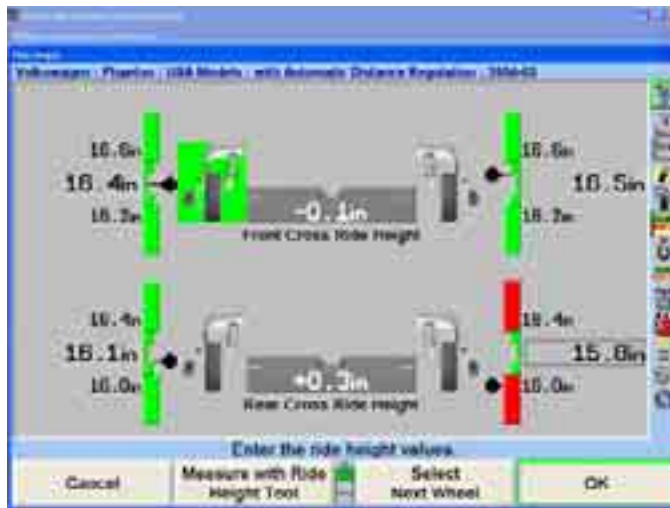 Volkswagen : Phaeton : USA Models : with Automatic Distance Regulation : 2004-03
16.6in
16.6in
16.4in
16.5in
16.2in
16.2in
-0.1in
Front Cross Ride Height
16.4in
16.4in
16.1in
15.8in
16.0in
16.0in
+0.3in
Rear Cross Ride Height
Enter the ride height values.
Cancel
Measure with Ride
Height Tool
Select
Next Wheel
OK